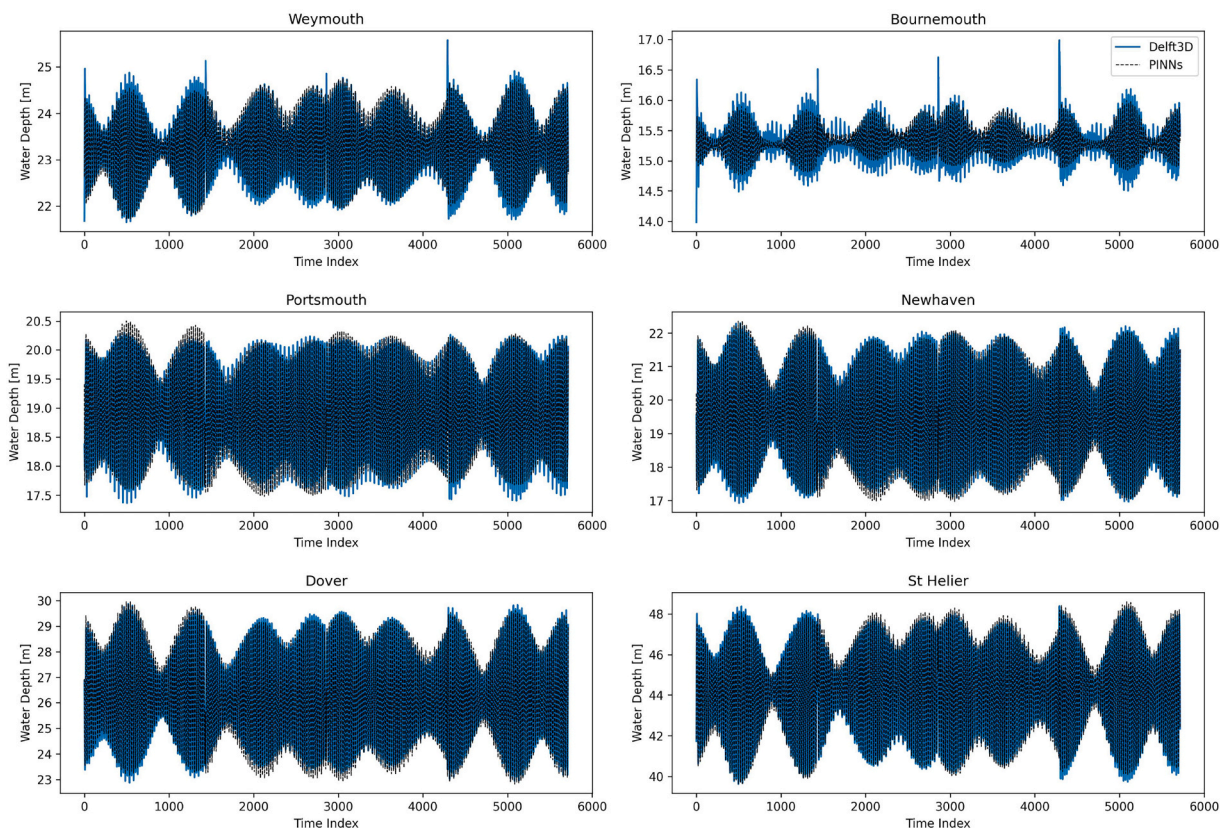 Weymouth
Water Depth [m]
25
24
23
22
0 1000 2000 3000 4000 5000 6000
Time Index
Bournemouth
Water Depth [m]
17.0
16.5
16.0
15.5
15.0
14.5
14.0
Delft3D
PINNs
0 1000 2000 3000 4000 5000 6000
Time Index
Portsmouth
Water Depth [m]
20.5
20.0
19.5
19.0
18.5
18.0
17.5
0 1000 2000 3000 4000 5000 6000
Time Index
Newhaven
Water Depth [m]
22
21
20
19
18
17
0 1000 2000 3000 4000 5000 6000
Time Index
Dover
Water Depth [m]
30
29
28
27
26
25
24
23
0 1000 2000 3000 4000 5000 6000
Time Index
St Helier
Water Depth [m]
48
46
44
42
40
0 1000 2000 3000 4000 5000 6000
Time Index